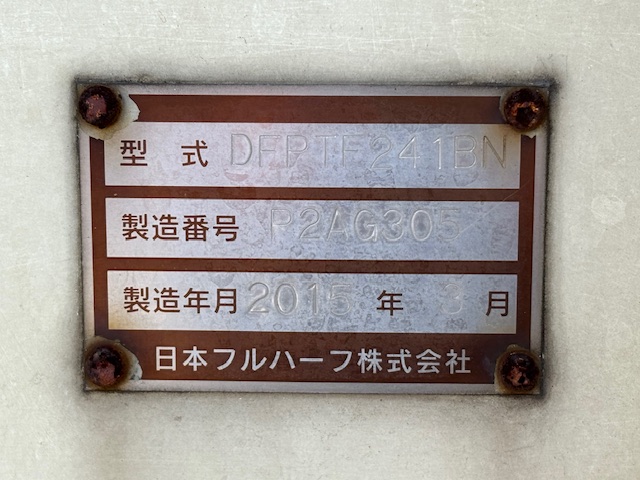 型 式 DFPTF241BN
製造番号 P2AG305
製造年月 2015 年 3 月
日本フルハーフ株式会社